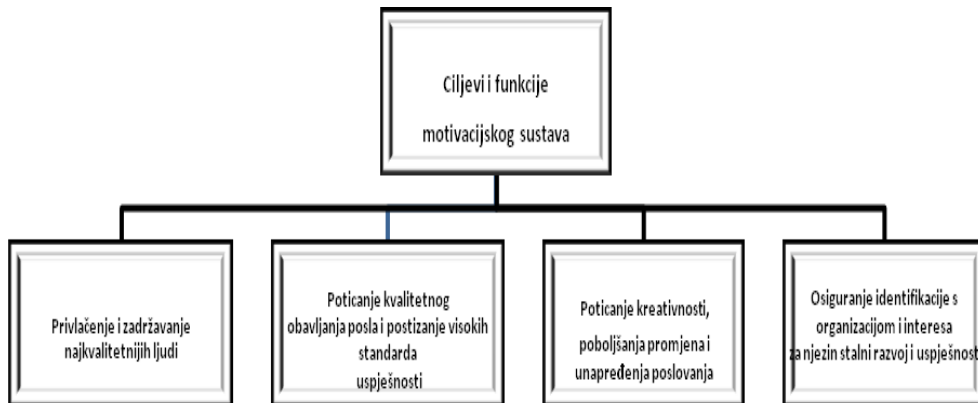 Ciljevi i funkcije
motivacijskog sustava
Privlačenje i zadržavanje
najkvalitetnijih ljudi
Poticanje kvalitetnog
obavljanja posla i postizanje visokih
standarda
uspješnosti
Poticanje kreativnosti,
poboljšanja promjena i
unapređenja poslovanja
Osiguranje identifikacije s
organizacijom i interesa
za njezin stalni razvoj i uspješnost